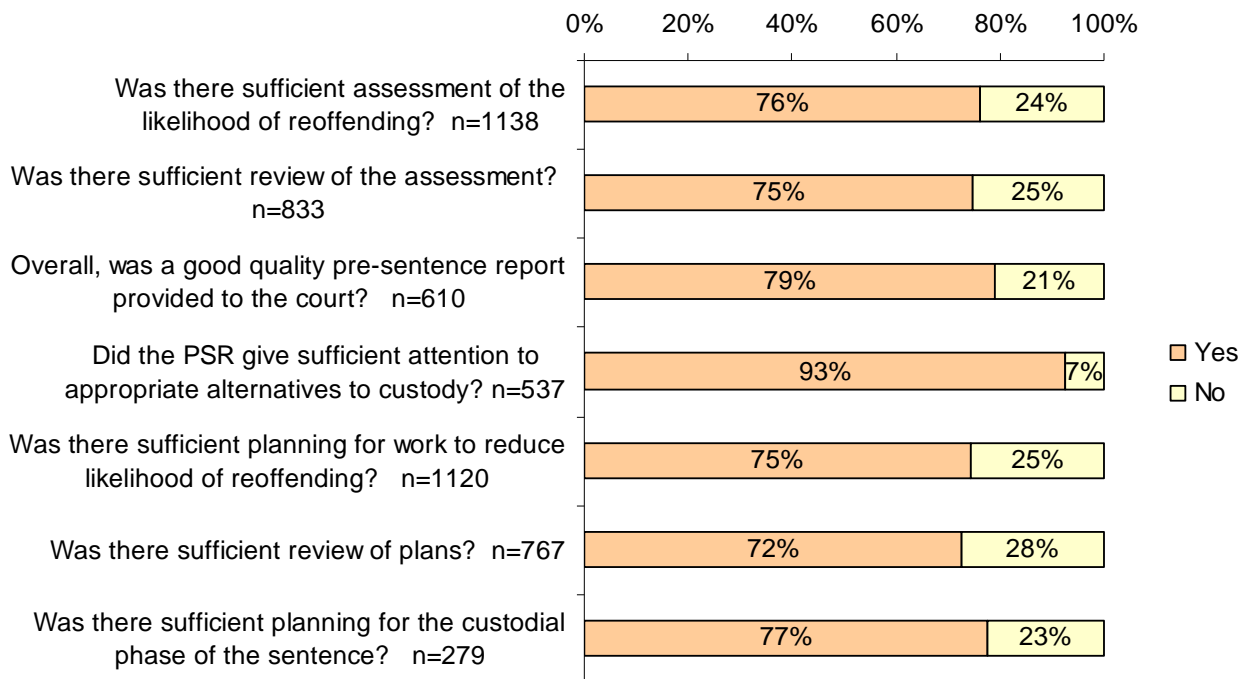 0% 20% 40% 60% 80% 100%
Was there sufficient assessment of the
likelihood of reoffending? n=1138
76% 24%
Was there sufficient review of the assessment?
n=833
75% 25%
Overall, was a good quality pre-sentence report
provided to the court? n=610
79% 21%
Did the PSR give sufficient attention to
appropriate alternatives to custody? n=537
93% 7%
Was there sufficient planning for work to reduce
likelihood of reoffending? n=1120
75% 25%
Was there sufficient review of plans? n=767
72% 28%
Was there sufficient planning for the custodial
phase of the sentence? n=279
77% 23%
Yes
No